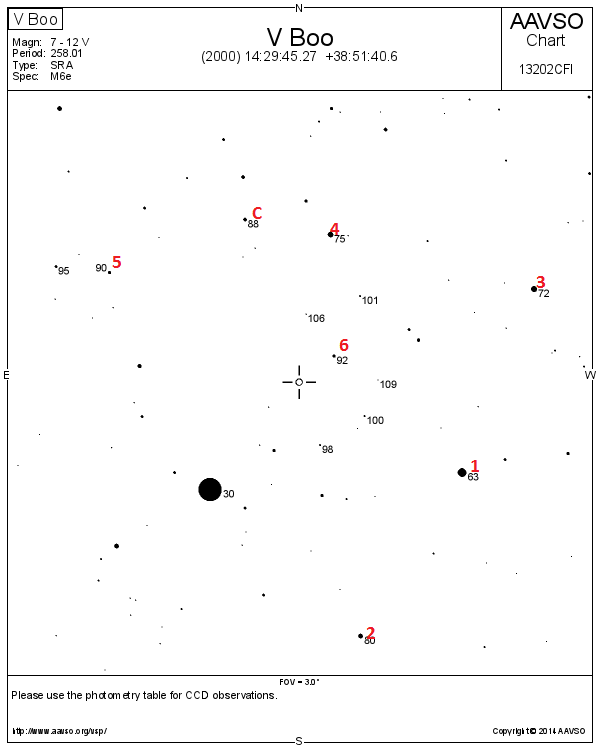 N
V Boo
Magn: 7 - 12 V
Period: 258.01
Type: SRA
Spec: M6e
V Boo
(2000) 14:29:45.27 +38:51:40.6
AAVSO
Chart
13202CFI
C
88
4
75
5
90
95
3
72
101
106
6
92
E
W
109
100
98
1
63
30
2
80
FOV = 3.0°
Please use the photometry table for CCD observations.
http://www.aavso.org/vsp/
Copyright © 2014 AAVSO
S